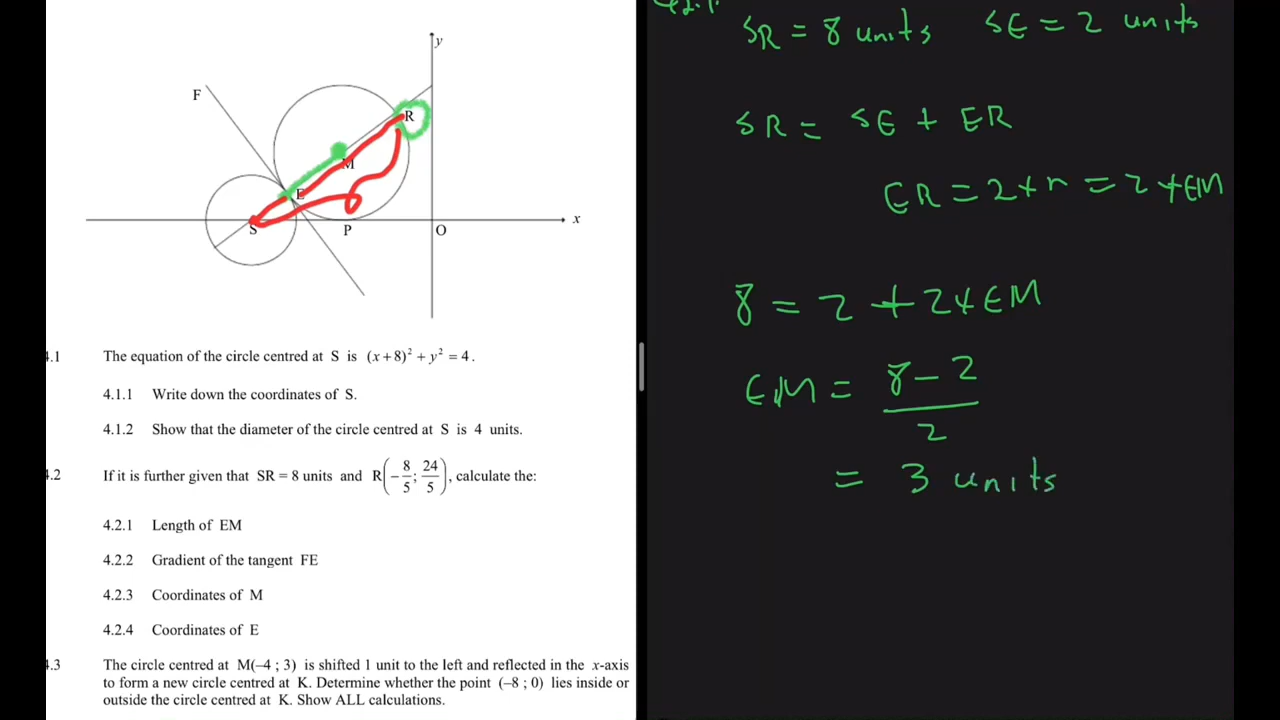 y
F
R
M
E
S
P
O
x
4.1 The equation of the circle centred at S is (x+8)² + y² = 4.
4.1.1 Write down the coordinates of S.
4.1.2 Show that the diameter of the circle centred at S is 4 units.
4.2 If it is further given that SR = 8 units and R(-8/5 ; 24/5), calculate the:
4.2.1 Length of EM
4.2.2 Gradient of the tangent FE
4.2.3 Coordinates of M
4.2.4 Coordinates of E
4.3 The circle centred at M(–4 ; 3) is shifted 1 unit to the left and reflected in the x-axis
to form a new circle centred at K. Determine whether the point (–8 ; 0) lies inside or
outside the circle centred at K. Show ALL calculations.
4.2.1
SR = 8 units SE = 2 units
SR = SE + ER
ER = 2×r = 2×EM
8 = 2 + 2×EM
EM = (8 - 2)/2
= 3 units